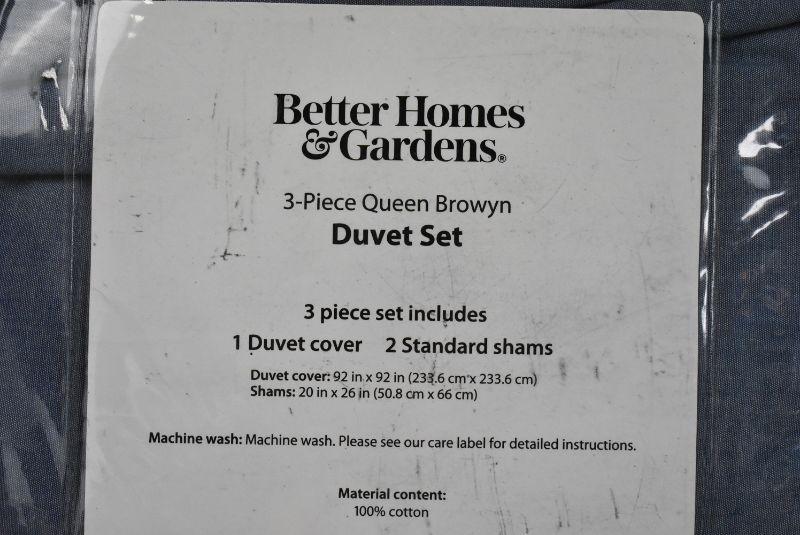 Better Homes
&Gardens®
3-Piece Queen Browyn
Duvet Set
3 piece set includes
1 Duvet cover 2 Standard shams
Duvet cover: 92 in x 92 in (233.6 cm x 233.6 cm)
Shams: 20 in x 26 in (50.8 cm x 66 cm)
Machine wash: Machine wash. Please see our care label for detailed instructions.
Material content:
100% cotton